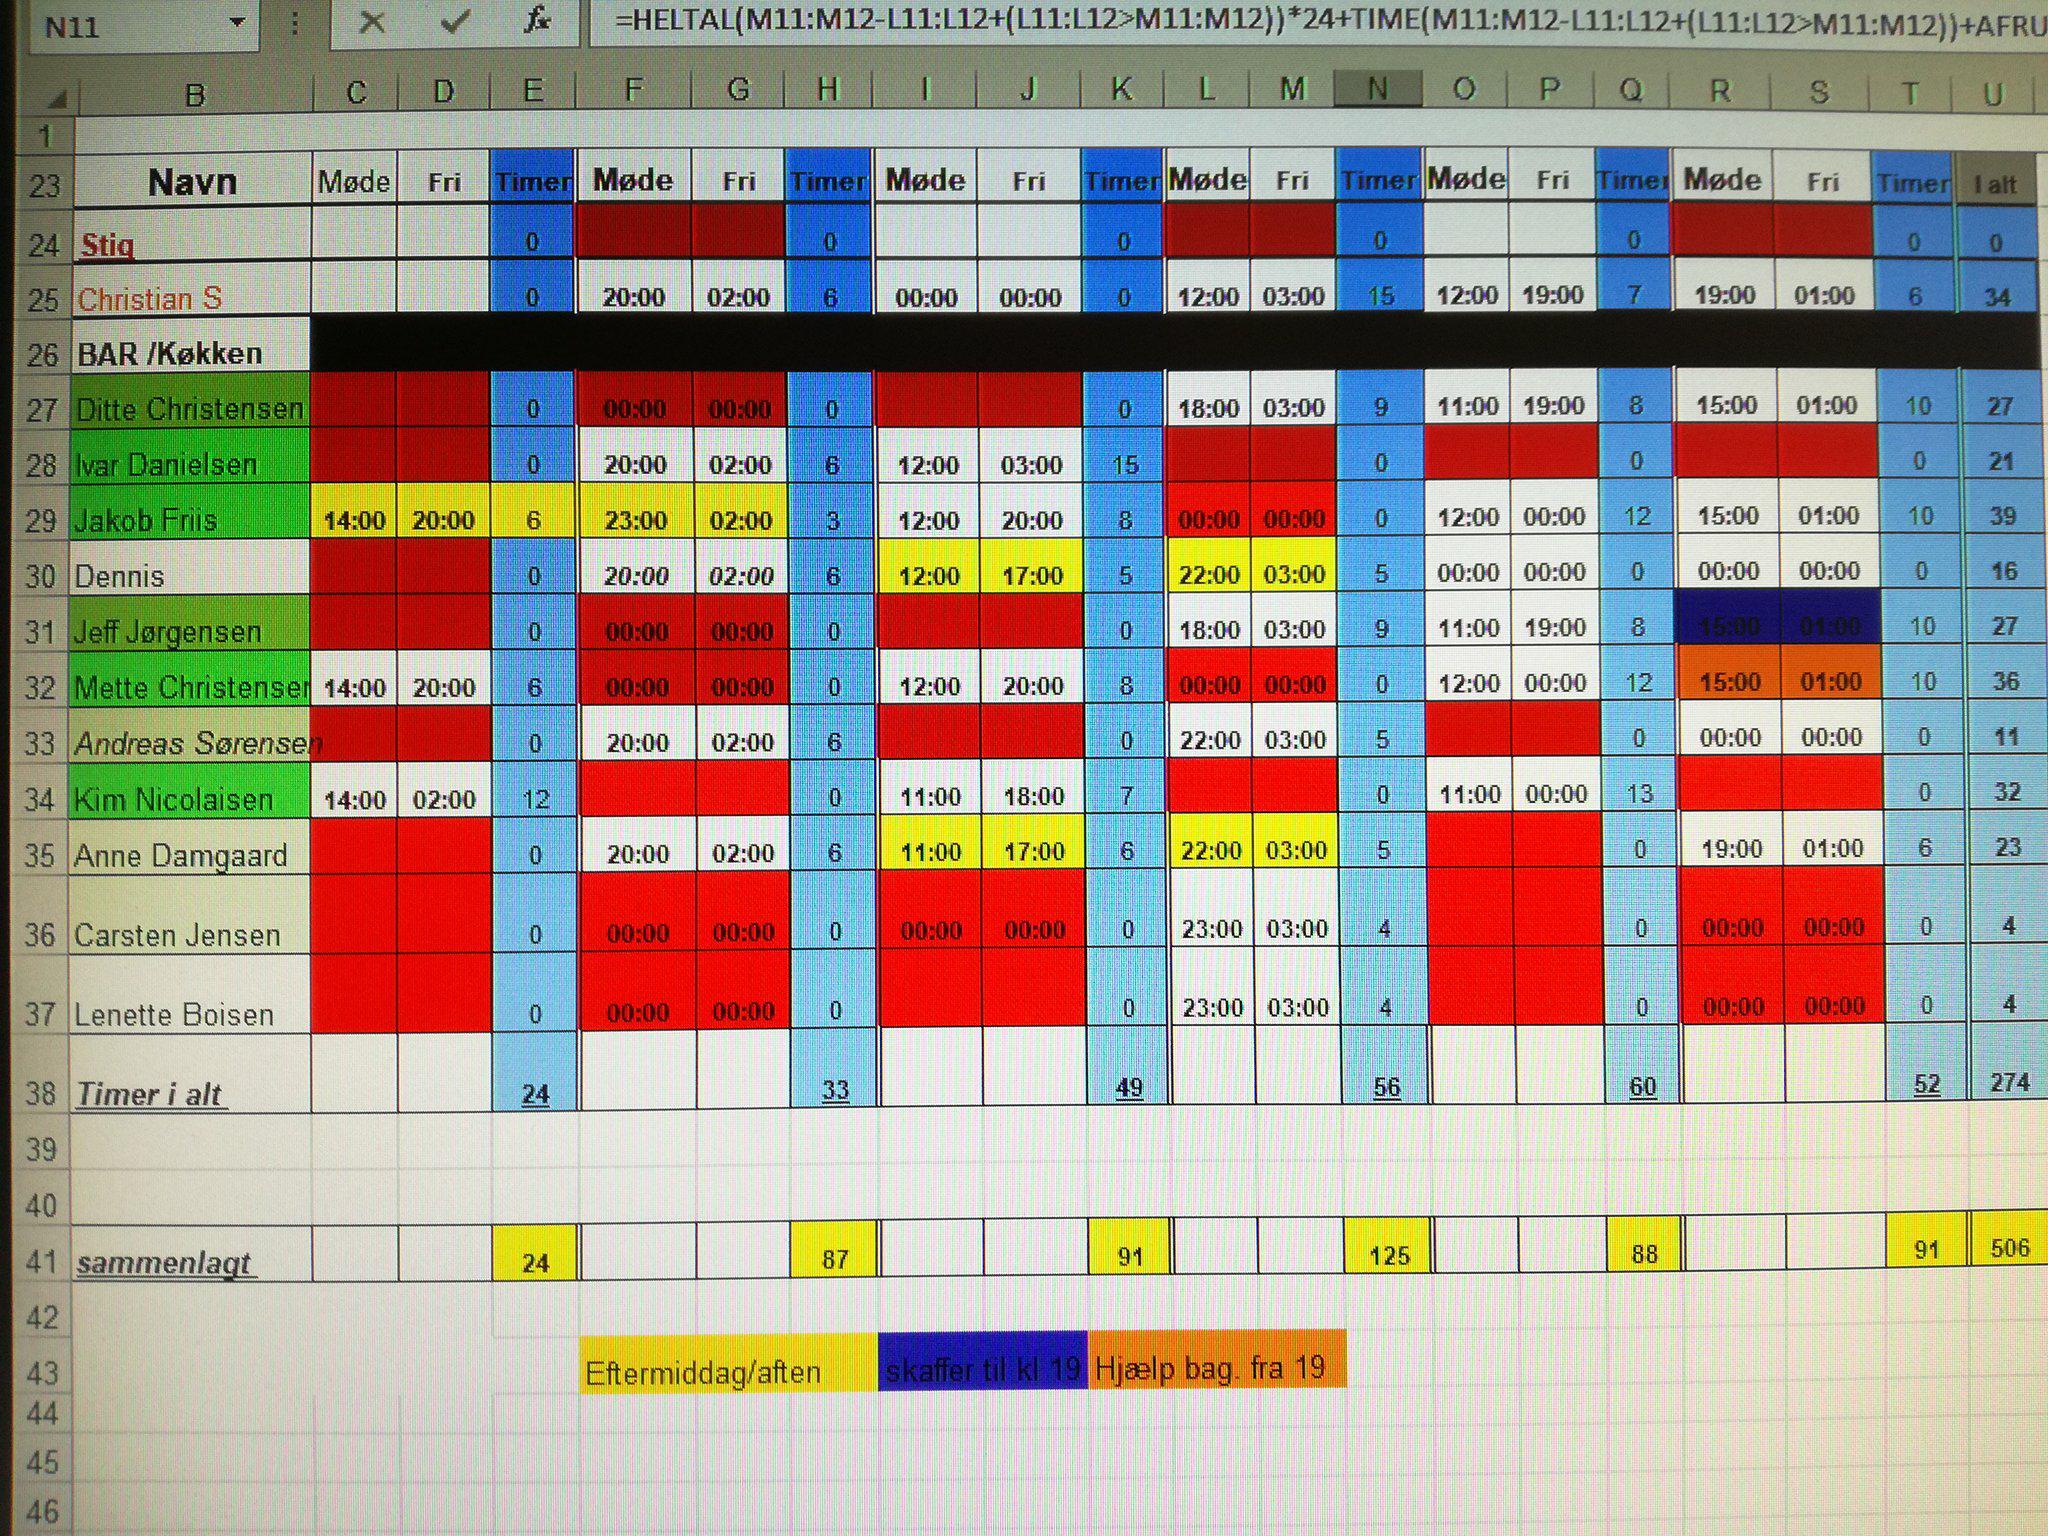 N11 fx =HELTAL(M11:M12-L11:L12+(L11:L12>M11:M12))*24+TIME(M11:M12-L11:L12+(L11:L12>M11:M12))+AFRU
B C D E F G H I J K L M N O P Q R S T U
1
23 Navn Møde Fri Timer Møde Fri Timer Møde Fri Timer Møde Fri Timer Møde Fri Timer Møde Fri Timer I alt
24 Stig 0 0 0 0 0 0 0
25 Christian S 0 20:00 02:00 6 00:00 00:00 0 12:00 03:00 15 12:00 19:00 7 19:00 01:00 6 34
26 BAR /Køkken
27 Ditte Christensen 0 00:00 00:00 0 0 18:00 03:00 9 11:00 19:00 8 15:00 01:00 10 27
28 Ivar Danielsen 0 20:00 02:00 6 12:00 03:00 15 0 0 0 21
29 Jakob Friis 14:00 20:00 6 23:00 02:00 3 12:00 20:00 8 00:00 00:00 0 12:00 00:00 12 15:00 01:00 10 39
30 Dennis 0 20:00 02:00 6 12:00 17:00 5 22:00 03:00 5 00:00 00:00 0 00:00 00:00 0 16
31 Jeff Jørgensen 0 00:00 00:00 0 0 18:00 03:00 9 11:00 19:00 8 15:00 01:00 10 27
32 Mette Christensen 14:00 20:00 6 00:00 00:00 0 12:00 20:00 8 00:00 00:00 0 12:00 00:00 12 15:00 01:00 10 36
33 Andreas Sørensen 0 20:00 02:00 6 0 22:00 03:00 5 0 00:00 00:00 0 11
34 Kim Nicolaisen 14:00 02:00 12 0 11:00 18:00 7 0 11:00 00:00 13 0 32
35 Anne Damgaard 0 20:00 02:00 6 11:00 17:00 6 22:00 03:00 5 0 19:00 01:00 6 23
36 Carsten Jensen 0 00:00 00:00 0 00:00 00:00 0 23:00 03:00 4 0 00:00 00:00 0 4
37 Lenette Boisen 0 00:00 00:00 0 0 23:00 03:00 4 0 00:00 00:00 0 4
38 Timer i alt 24 33 49 56 60 52 274
39
40
41 sammenlagt 24 87 91 125 88 91 506
42
43 Eftermiddag/aften skaffer til kl 19 Hjælp bag. fra 19
44
45
46